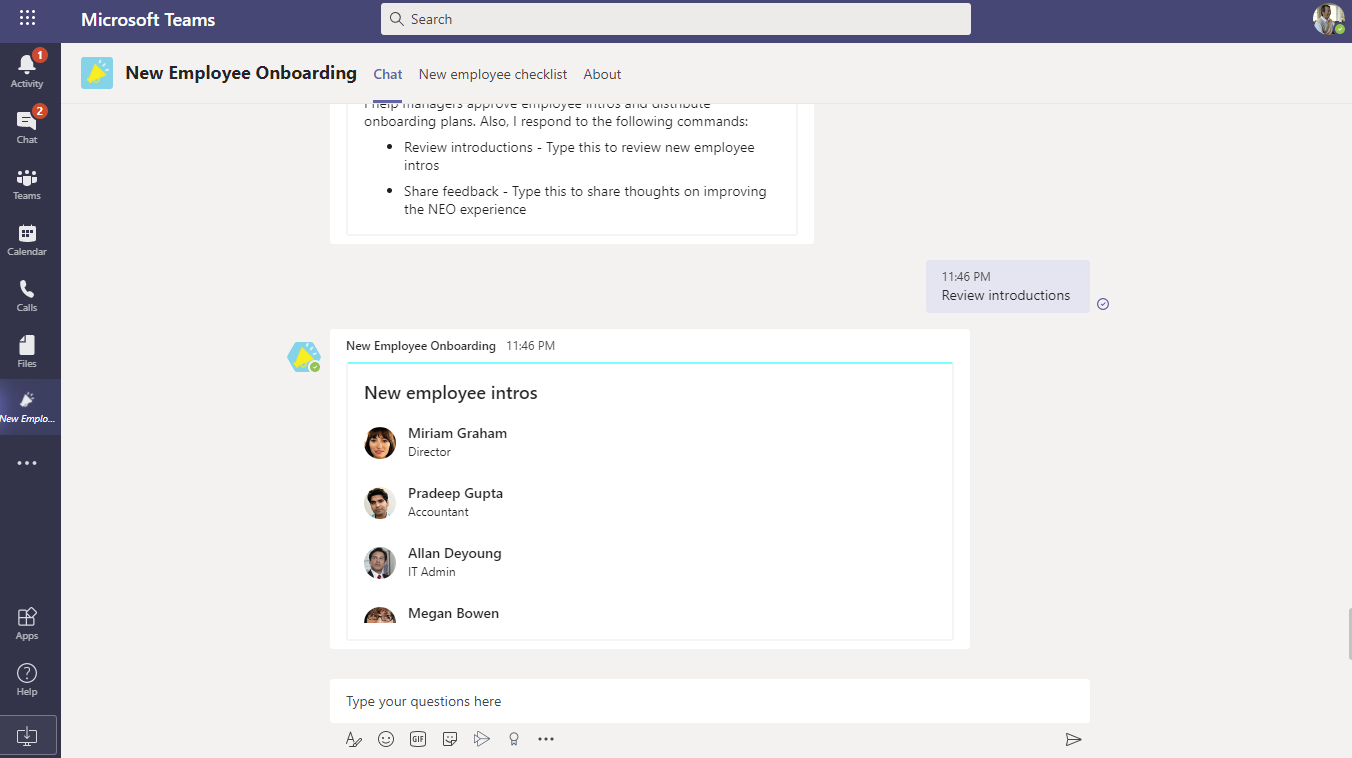 Microsoft Teams
Search
1
Activity
2
Chat
Teams
Calendar
Calls
Files
New Emplo...
Apps
Help
New Employee Onboarding
Chat
New employee checklist
About
I help managers approve employee intros and distribute
onboarding plans. Also, I respond to the following commands:
• Review introductions - Type this to review new employee
intros
• Share feedback - Type this to share thoughts on improving
the NEO experience
11:46 PM
Review introductions
New Employee Onboarding 11:46 PM
New employee intros
Miriam Graham
Director
Pradeep Gupta
Accountant
Allan Deyoung
IT Admin
Megan Bowen
Type your questions here
GIF